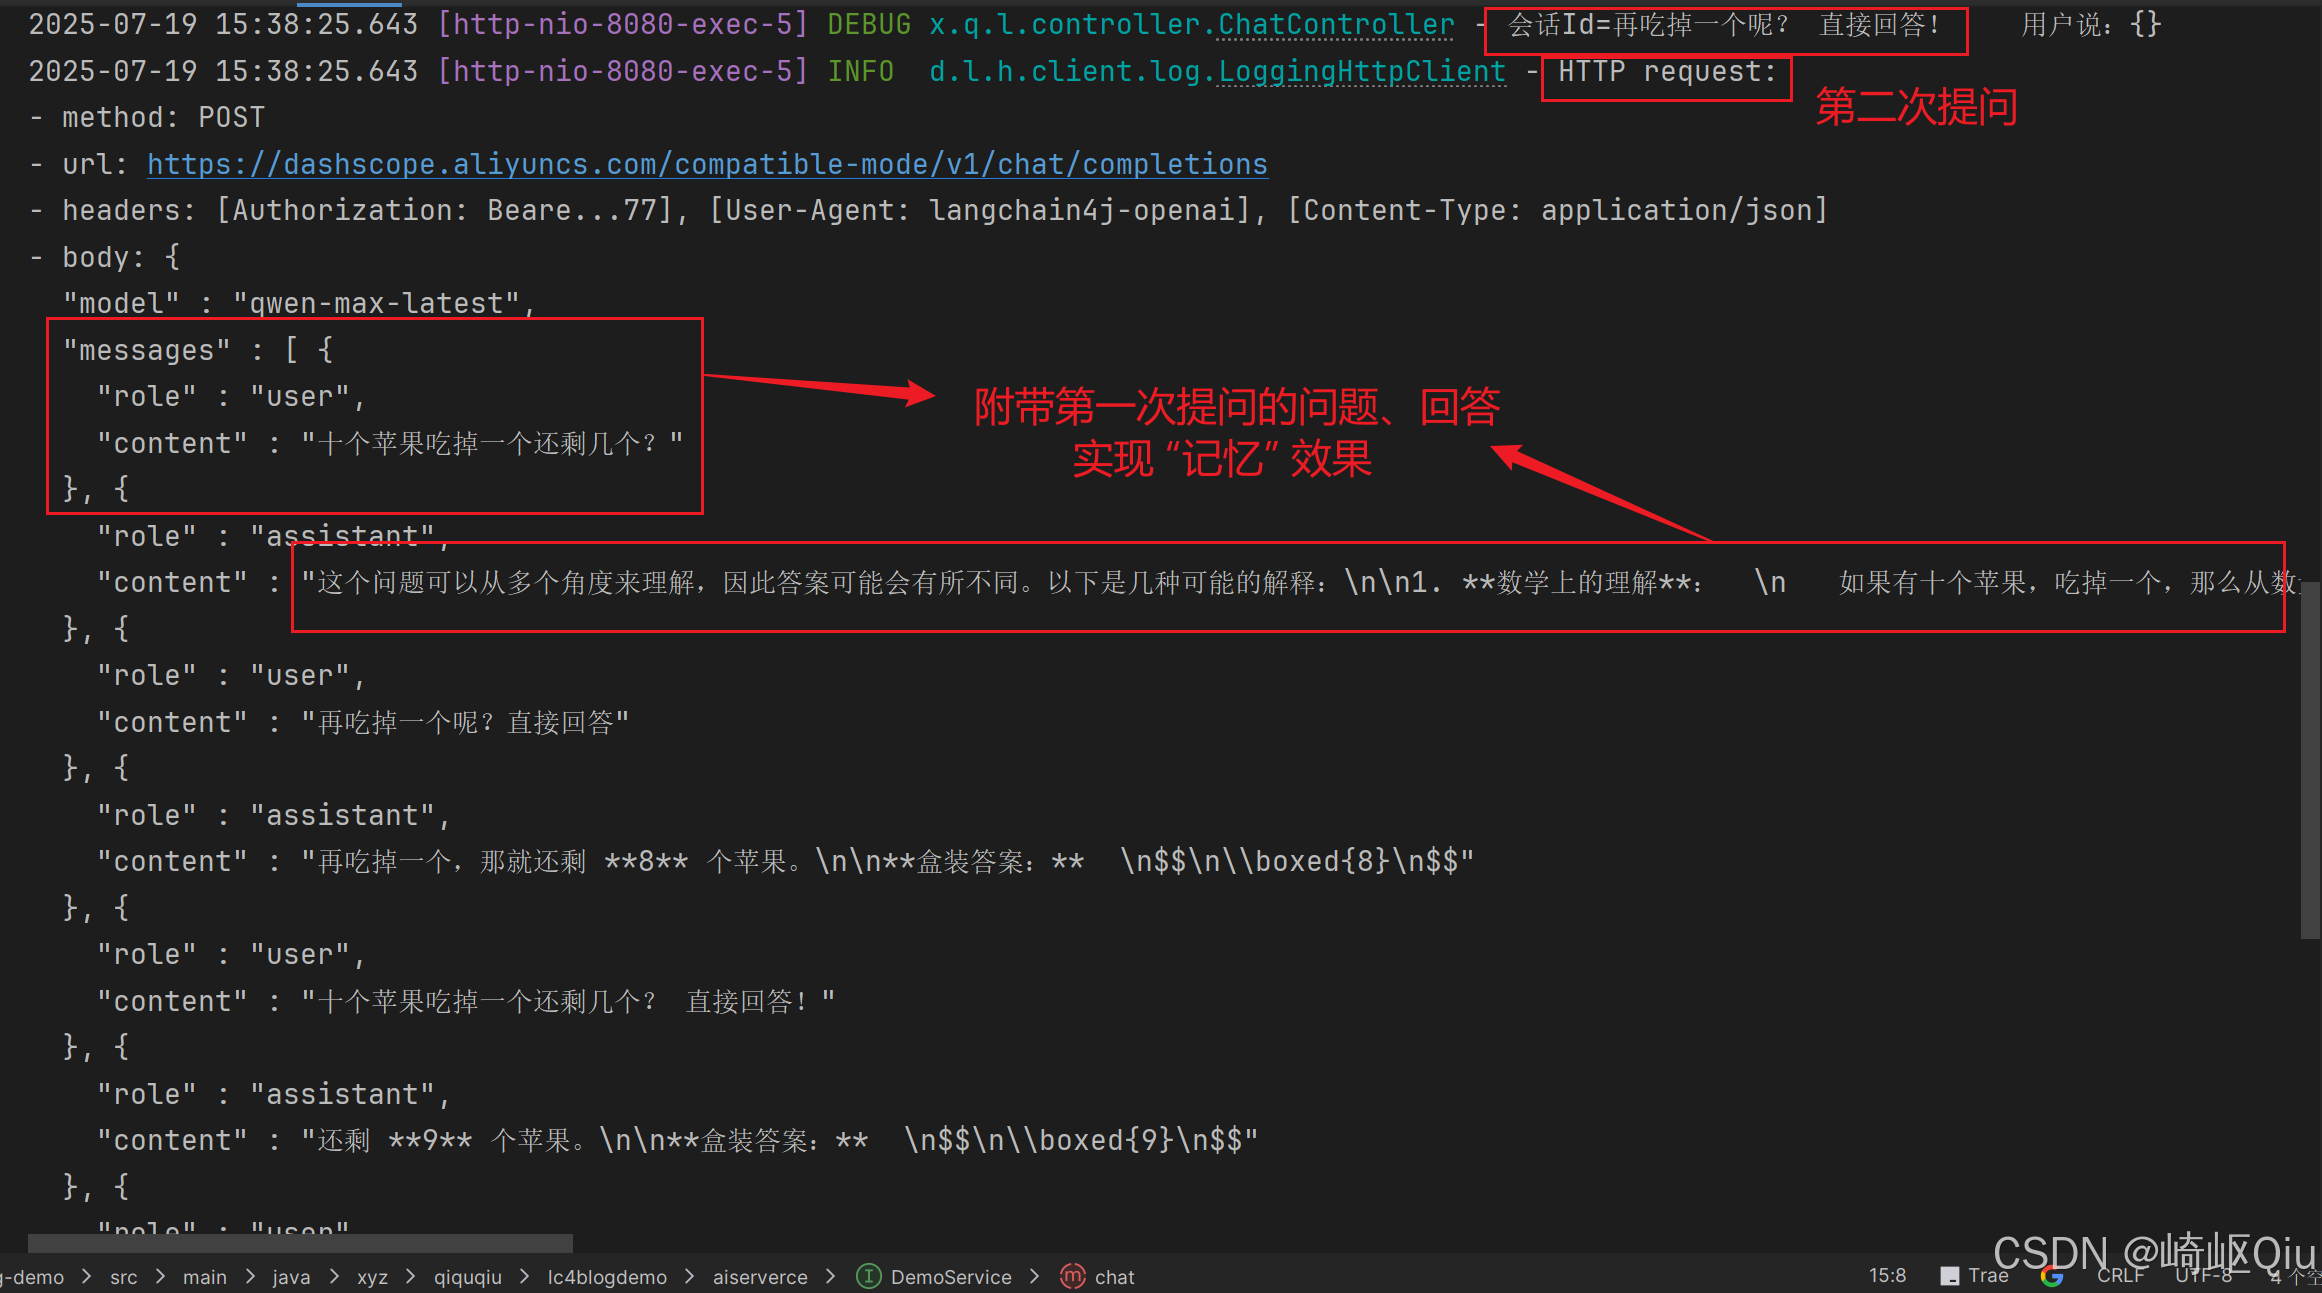 2025-07-19 15:38:25.643 [http-nio-8080-exec-5] DEBUG x.q.l.controller.ChatController - 会话Id=再吃掉一个呢？ 直接回答！ 用户说：{}
2025-07-19 15:38:25.643 [http-nio-8080-exec-5] INFO d.l.h.client.log.LoggingHttpClient - HTTP request:
第二次提问
- method: POST
- url: https://dashscope.aliyuncs.com/compatible-mode/v1/chat/completions
- headers: [Authorization: Beare...77], [User-Agent: langchain4j-openai], [Content-Type: application/json]
- body: {
"model" : "qwen-max-latest",
"messages" : [ {
"role" : "user",
"content" : "十个苹果吃掉一个还剩几个？"
}, {
附带第一次提问的问题、回答
实现“记忆”效果
"role" : "assistant",
"content" : "这个问题可以从多个角度来理解，因此答案可能会有所不同。以下是几种可能的解释：\n\n1. **数学上的理解**： \n 如果有十个苹果，吃掉一个，那么从数
}, {
"role" : "user",
"content" : "再吃掉一个呢？直接回答"
}, {
"role" : "assistant",
"content" : "再吃掉一个，那就还剩 **8** 个苹果。\n\n**盒装答案：** \n$$\n\\boxed{8}\n$$"
}, {
"role" : "user",
"content" : "十个苹果吃掉一个还剩几个？ 直接回答！"
}, {
"role" : "assistant",
"content" : "还剩 **9** 个苹果。\n\n**盒装答案：** \n$$\n\\boxed{9}\n$$"
}, {
"role" : "user"
CSDN @崎岖Qiu
g-demo > src > main > java > xyz > qiquqiu > lc4blogdemo > aiserverce > DemoService > chat
15:8 Trae CRLF UTF-8 4 个空